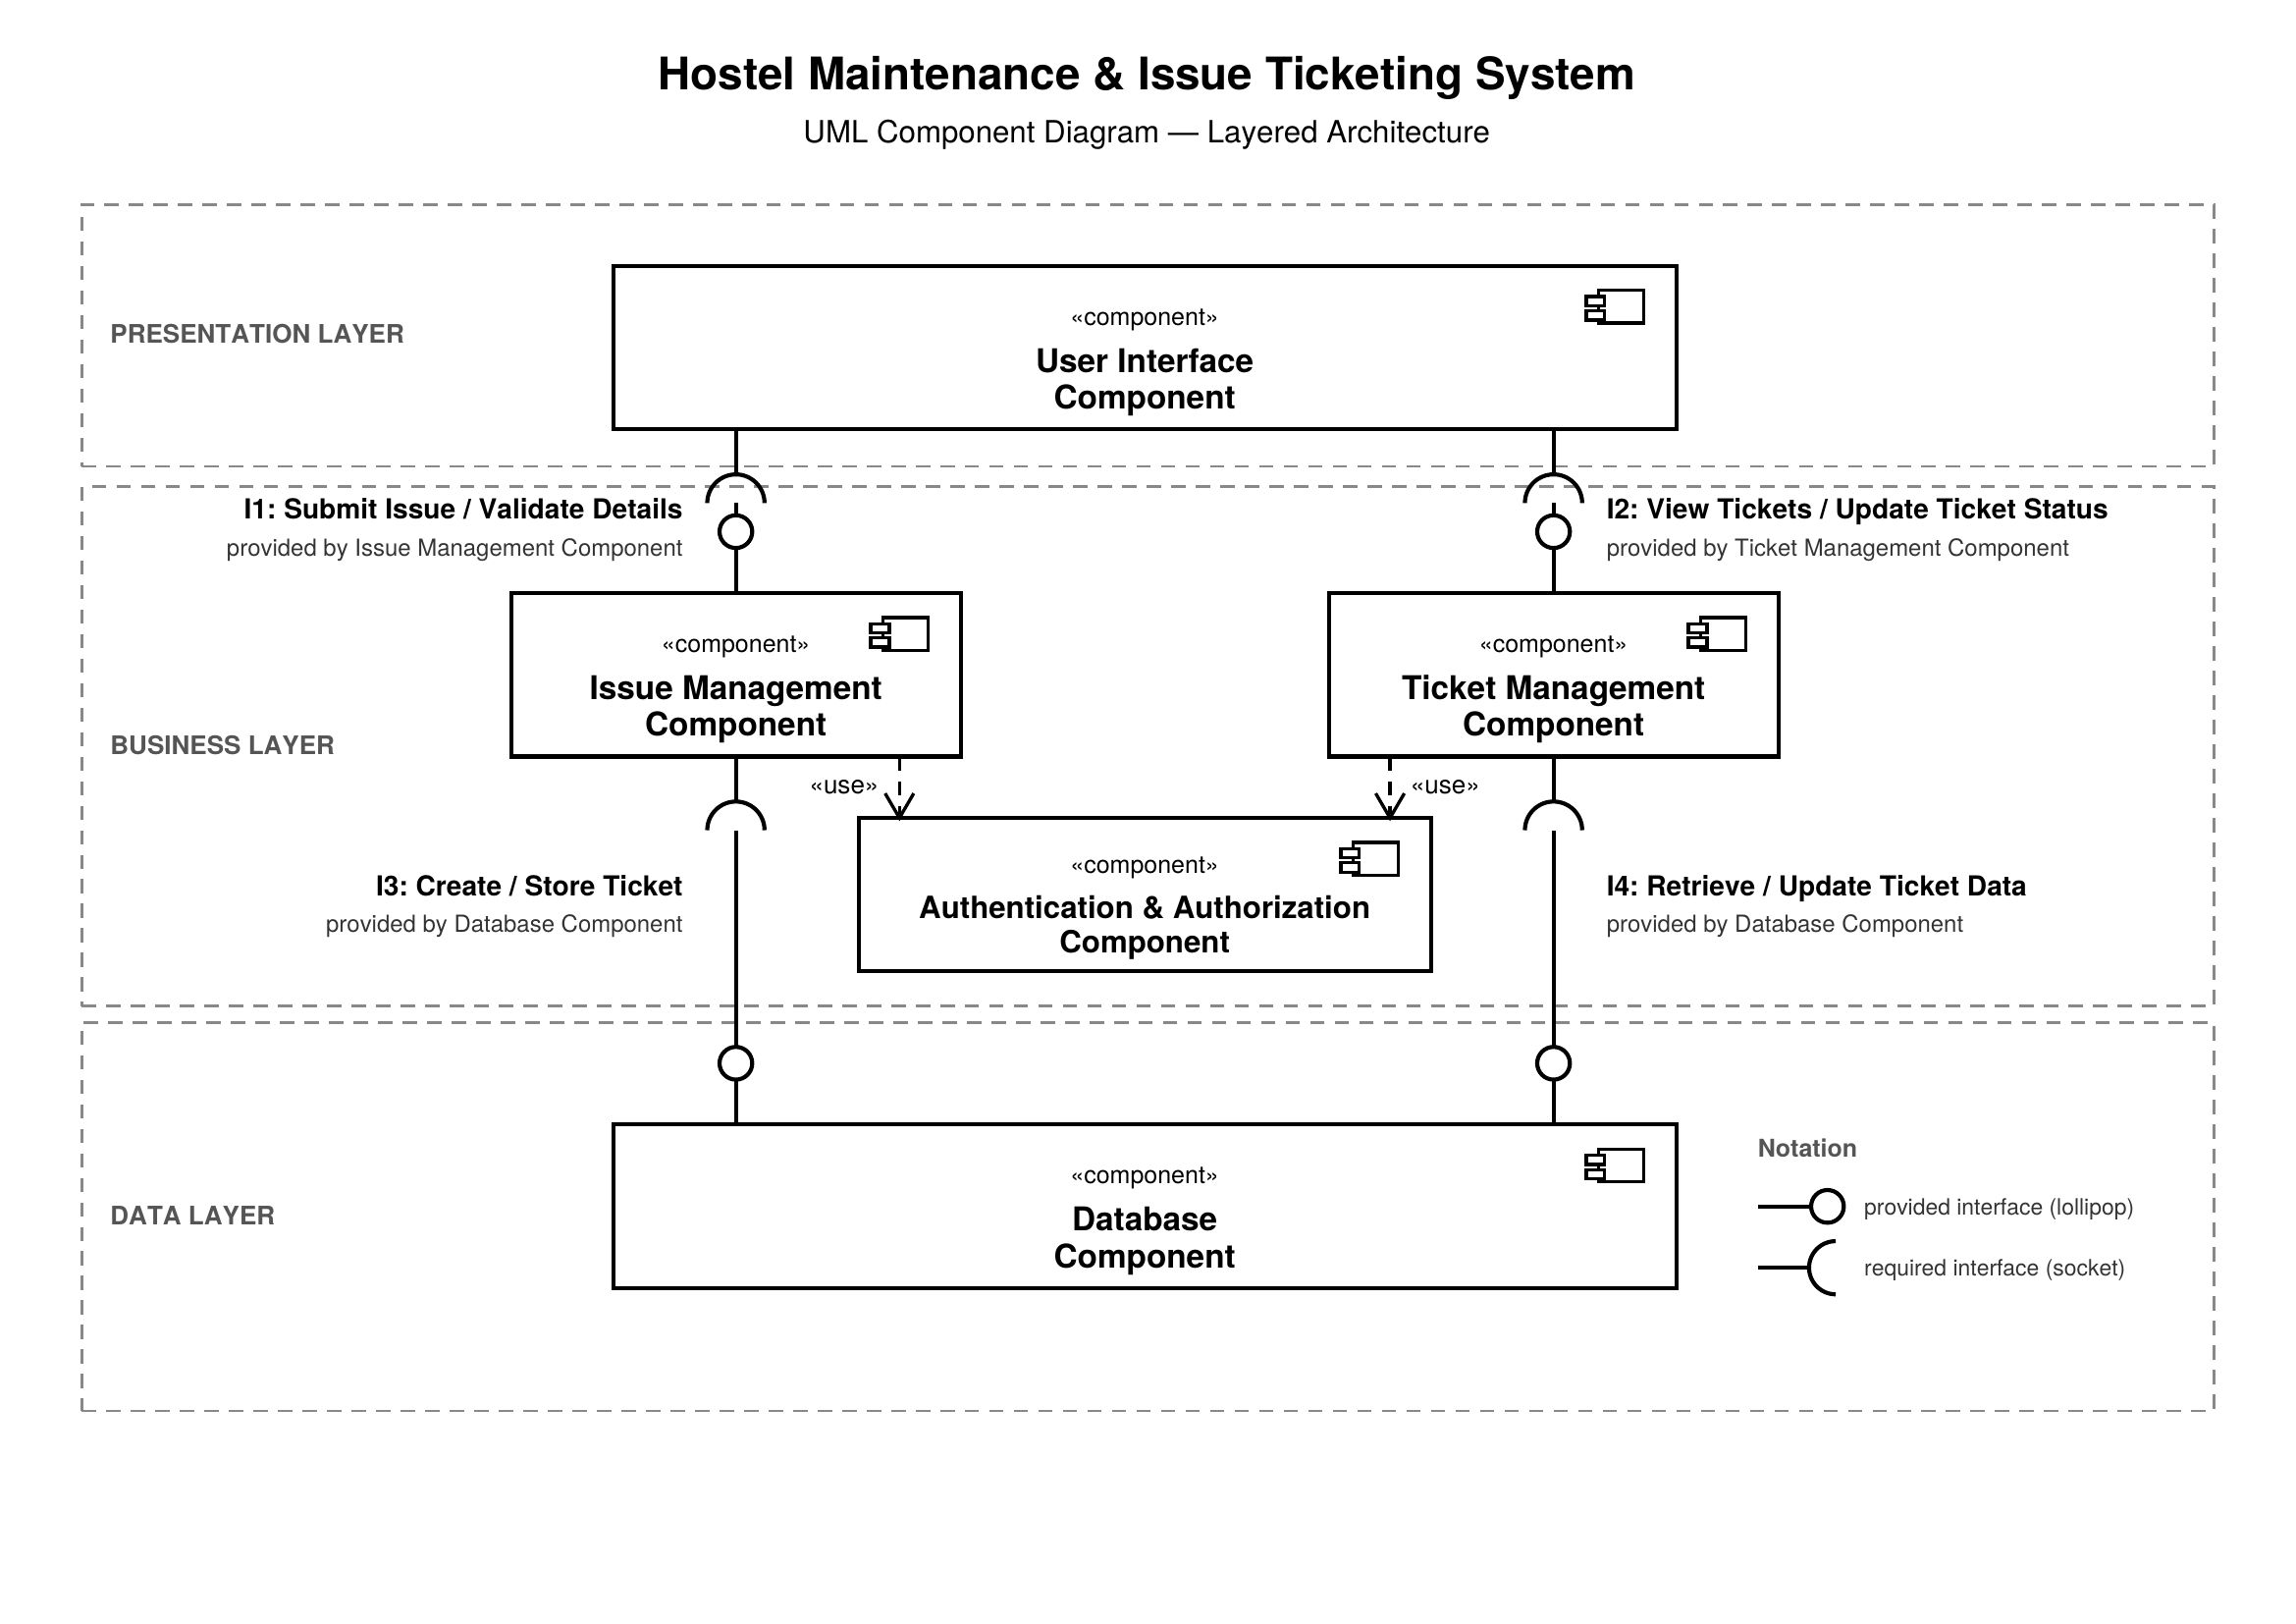 Hostel Maintenance & Issue Ticketing System
UML Component Diagram — Layered Architecture
PRESENTATION LAYER
«component»
User Interface
Component
I1: Submit Issue / Validate Details
provided by Issue Management Component
I2: View Tickets / Update Ticket Status
provided by Ticket Management Component
BUSINESS LAYER
«component»
Issue Management
Component
«component»
Ticket Management
Component
«use»
«use»
«component»
Authentication & Authorization
Component
I3: Create / Store Ticket
provided by Database Component
I4: Retrieve / Update Ticket Data
provided by Database Component
DATA LAYER
«component»
Database
Component
Notation
provided interface (lollipop)
required interface (socket)